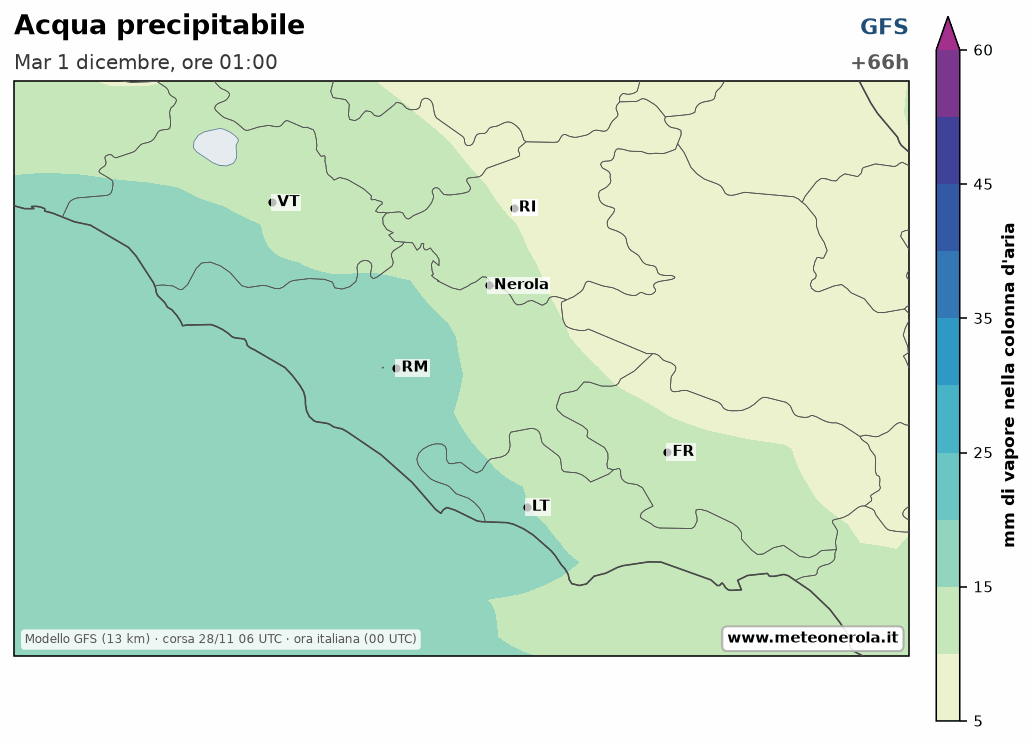 Acqua precipitabile
GFS
Mar 1 dicembre, ore 01:00
+66h
VT
RI
Nerola
RM
FR
LT
Modello GFS (13 km) · corsa 28/11 06 UTC · ora italiana (00 UTC)
www.meteonerola.it
60
45
35
25
15
5
mm di vapore nella colonna d'aria